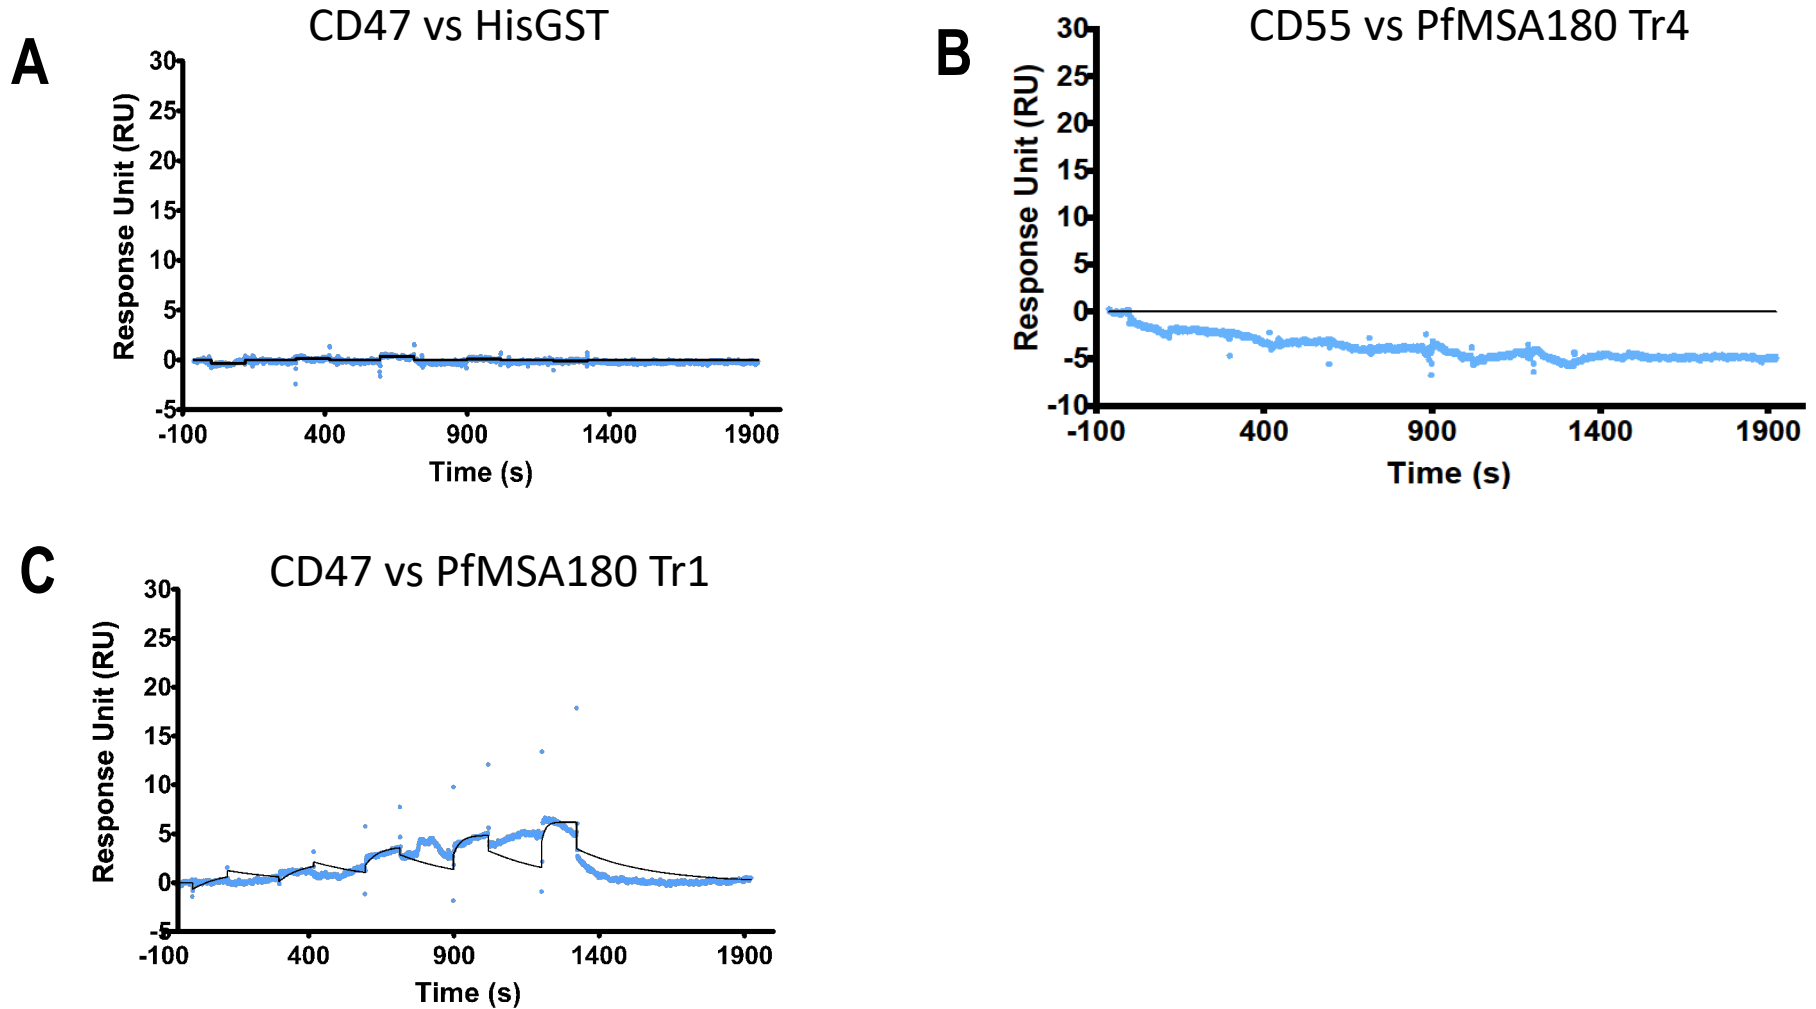 A
CD47 vs HisGST
30
25
20
15
10
5
0
-5
Response Unit (RU)
-100 400 900 1400 1900
Time (s)
B
CD55 vs PfMSA180 Tr4
30
25
20
15
10
5
0
-5
-10
Response Unit (RU)
-100 400 900 1400 1900
Time (s)
C
CD47 vs PfMSA180 Tr1
30
25
20
15
10
5
0
-5
Response Unit (RU)
-100 400 900 1400 1900
Time (s)